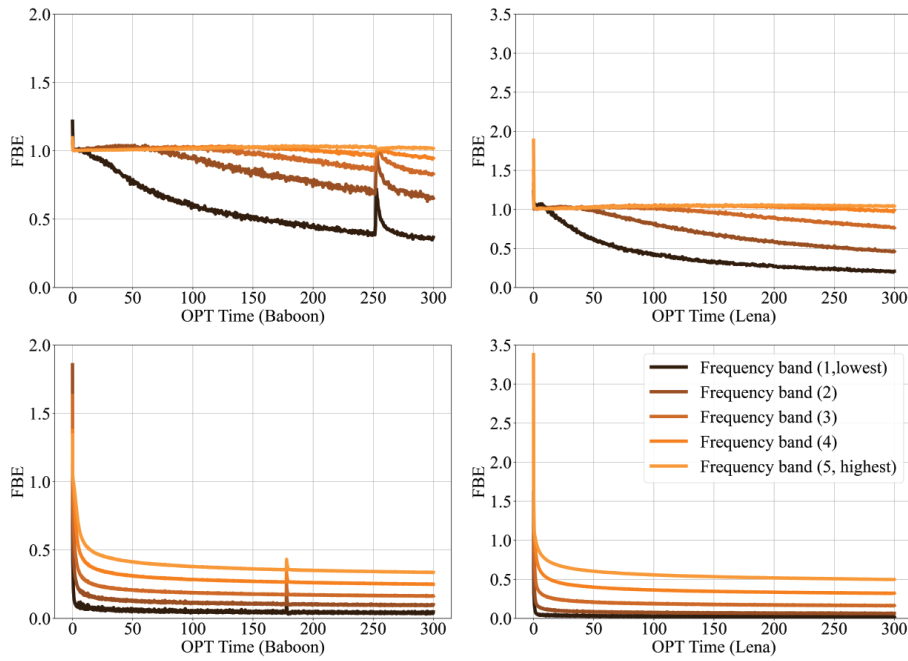 2.0
1.5
1.0
0.5
0.0
FBE
0 50 100 150 200 250 300
OPT Time (Baboon)
3.5
3.0
2.5
2.0
1.5
1.0
0.5
0.0
FBE
0 50 100 150 200 250 300
OPT Time (Lena)
2.0
1.5
1.0
0.5
0.0
FBE
0 50 100 150 200 250 300
OPT Time (Baboon)
3.5
3.0
2.5
2.0
1.5
1.0
0.5
0.0
FBE
Frequency band (1,lowest)
Frequency band (2)
Frequency band (3)
Frequency band (4)
Frequency band (5, highest)
0 50 100 150 200 250 300
OPT Time (Lena)